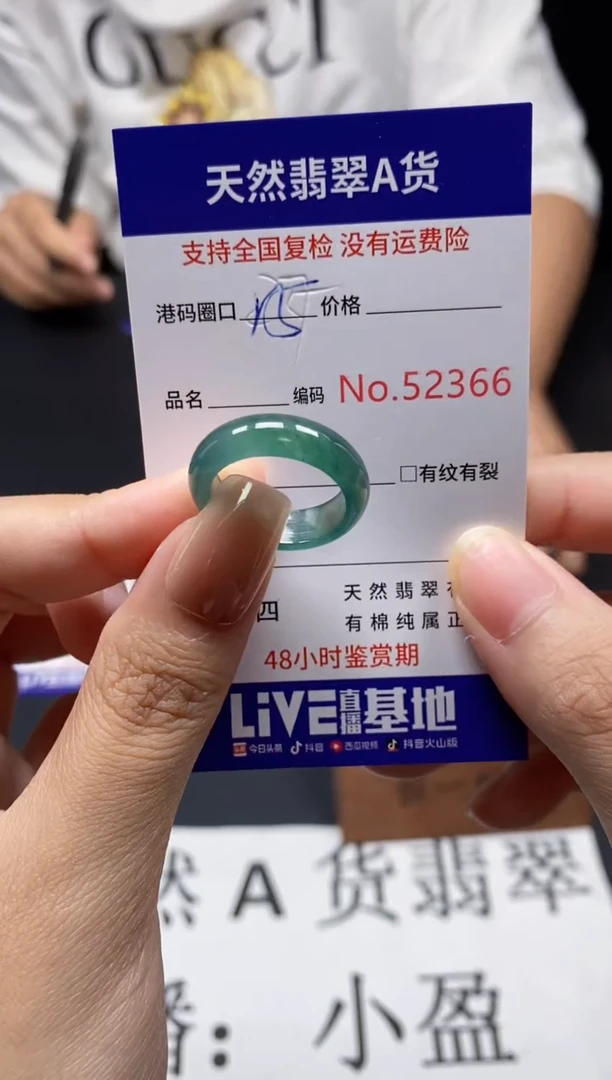 天然翡翠A货
支持全国复检 没有运费险
港码圈口 15 价格
品名 编码 No.52366
□有纹有裂
四 天然翡翠
有棉纯属正
48小时鉴赏期
LiVE直播基地
今日头条 抖音 西瓜视频 抖音火山版
然 A 货翡翠
播：小盈